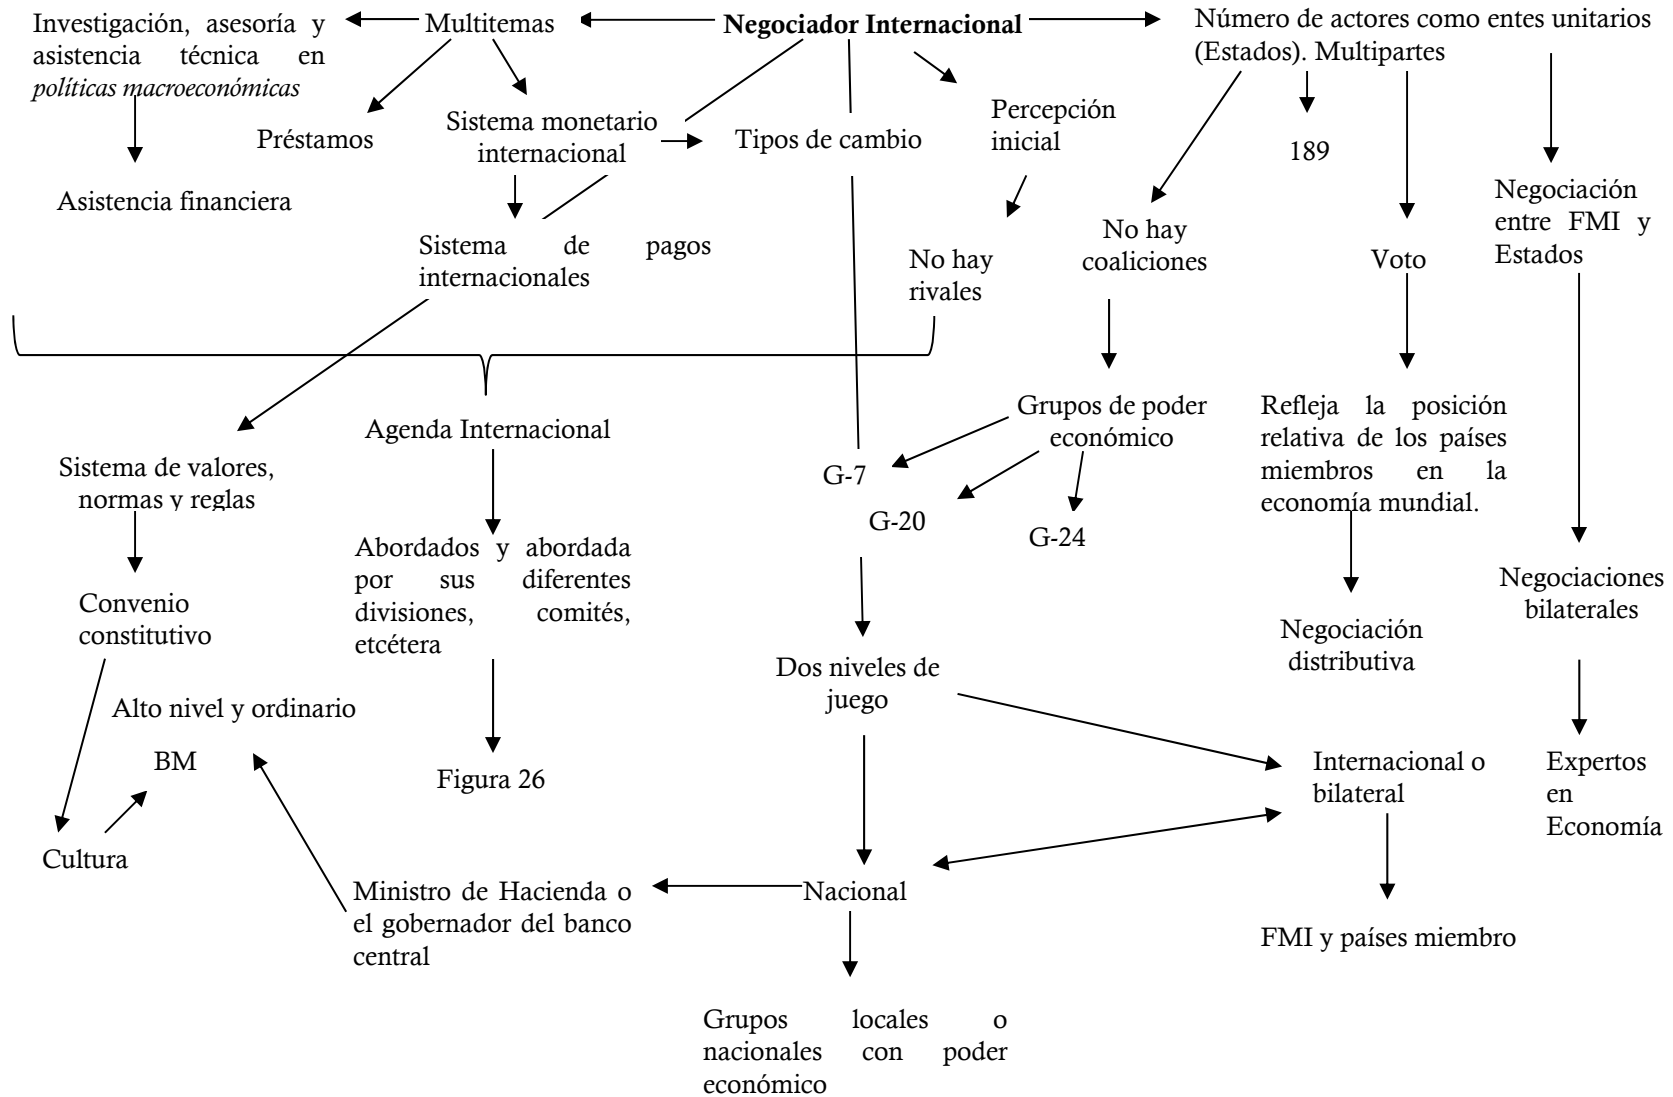 Investigación, asesoría y
asistencia técnica en
políticas macroeconómicas
Multitemas
Negociador Internacional
Número de actores como entes unitarios
(Estados). Multipartes
Préstamos
Sistema monetario
internacional
Tipos de cambio
Percepción
inicial
189
Asistencia financiera
Negociación
entre FMI y
Estados
Sistema de pagos
internacionales
No hay
rivales
No hay
coaliciones
Voto
Agenda Internacional
Grupos de poder
económico
Refleja la posición
relativa de los países
miembros en la
economía mundial.
Sistema de valores,
normas y reglas
G-7
G-20
G-24
Abordados y abordada
por sus diferentes
divisiones, comités,
etcétera
Negociaciones
bilaterales
Convenio
constitutivo
Negociación
distributiva
Dos niveles de
juego
Alto nivel y ordinario
BM
Figura 26
Internacional o
bilateral
Expertos
en
Economía
Cultura
Ministro de Hacienda o
el gobernador del banco
central
Nacional
FMI y países miembro
Grupos locales o
nacionales con poder
económico